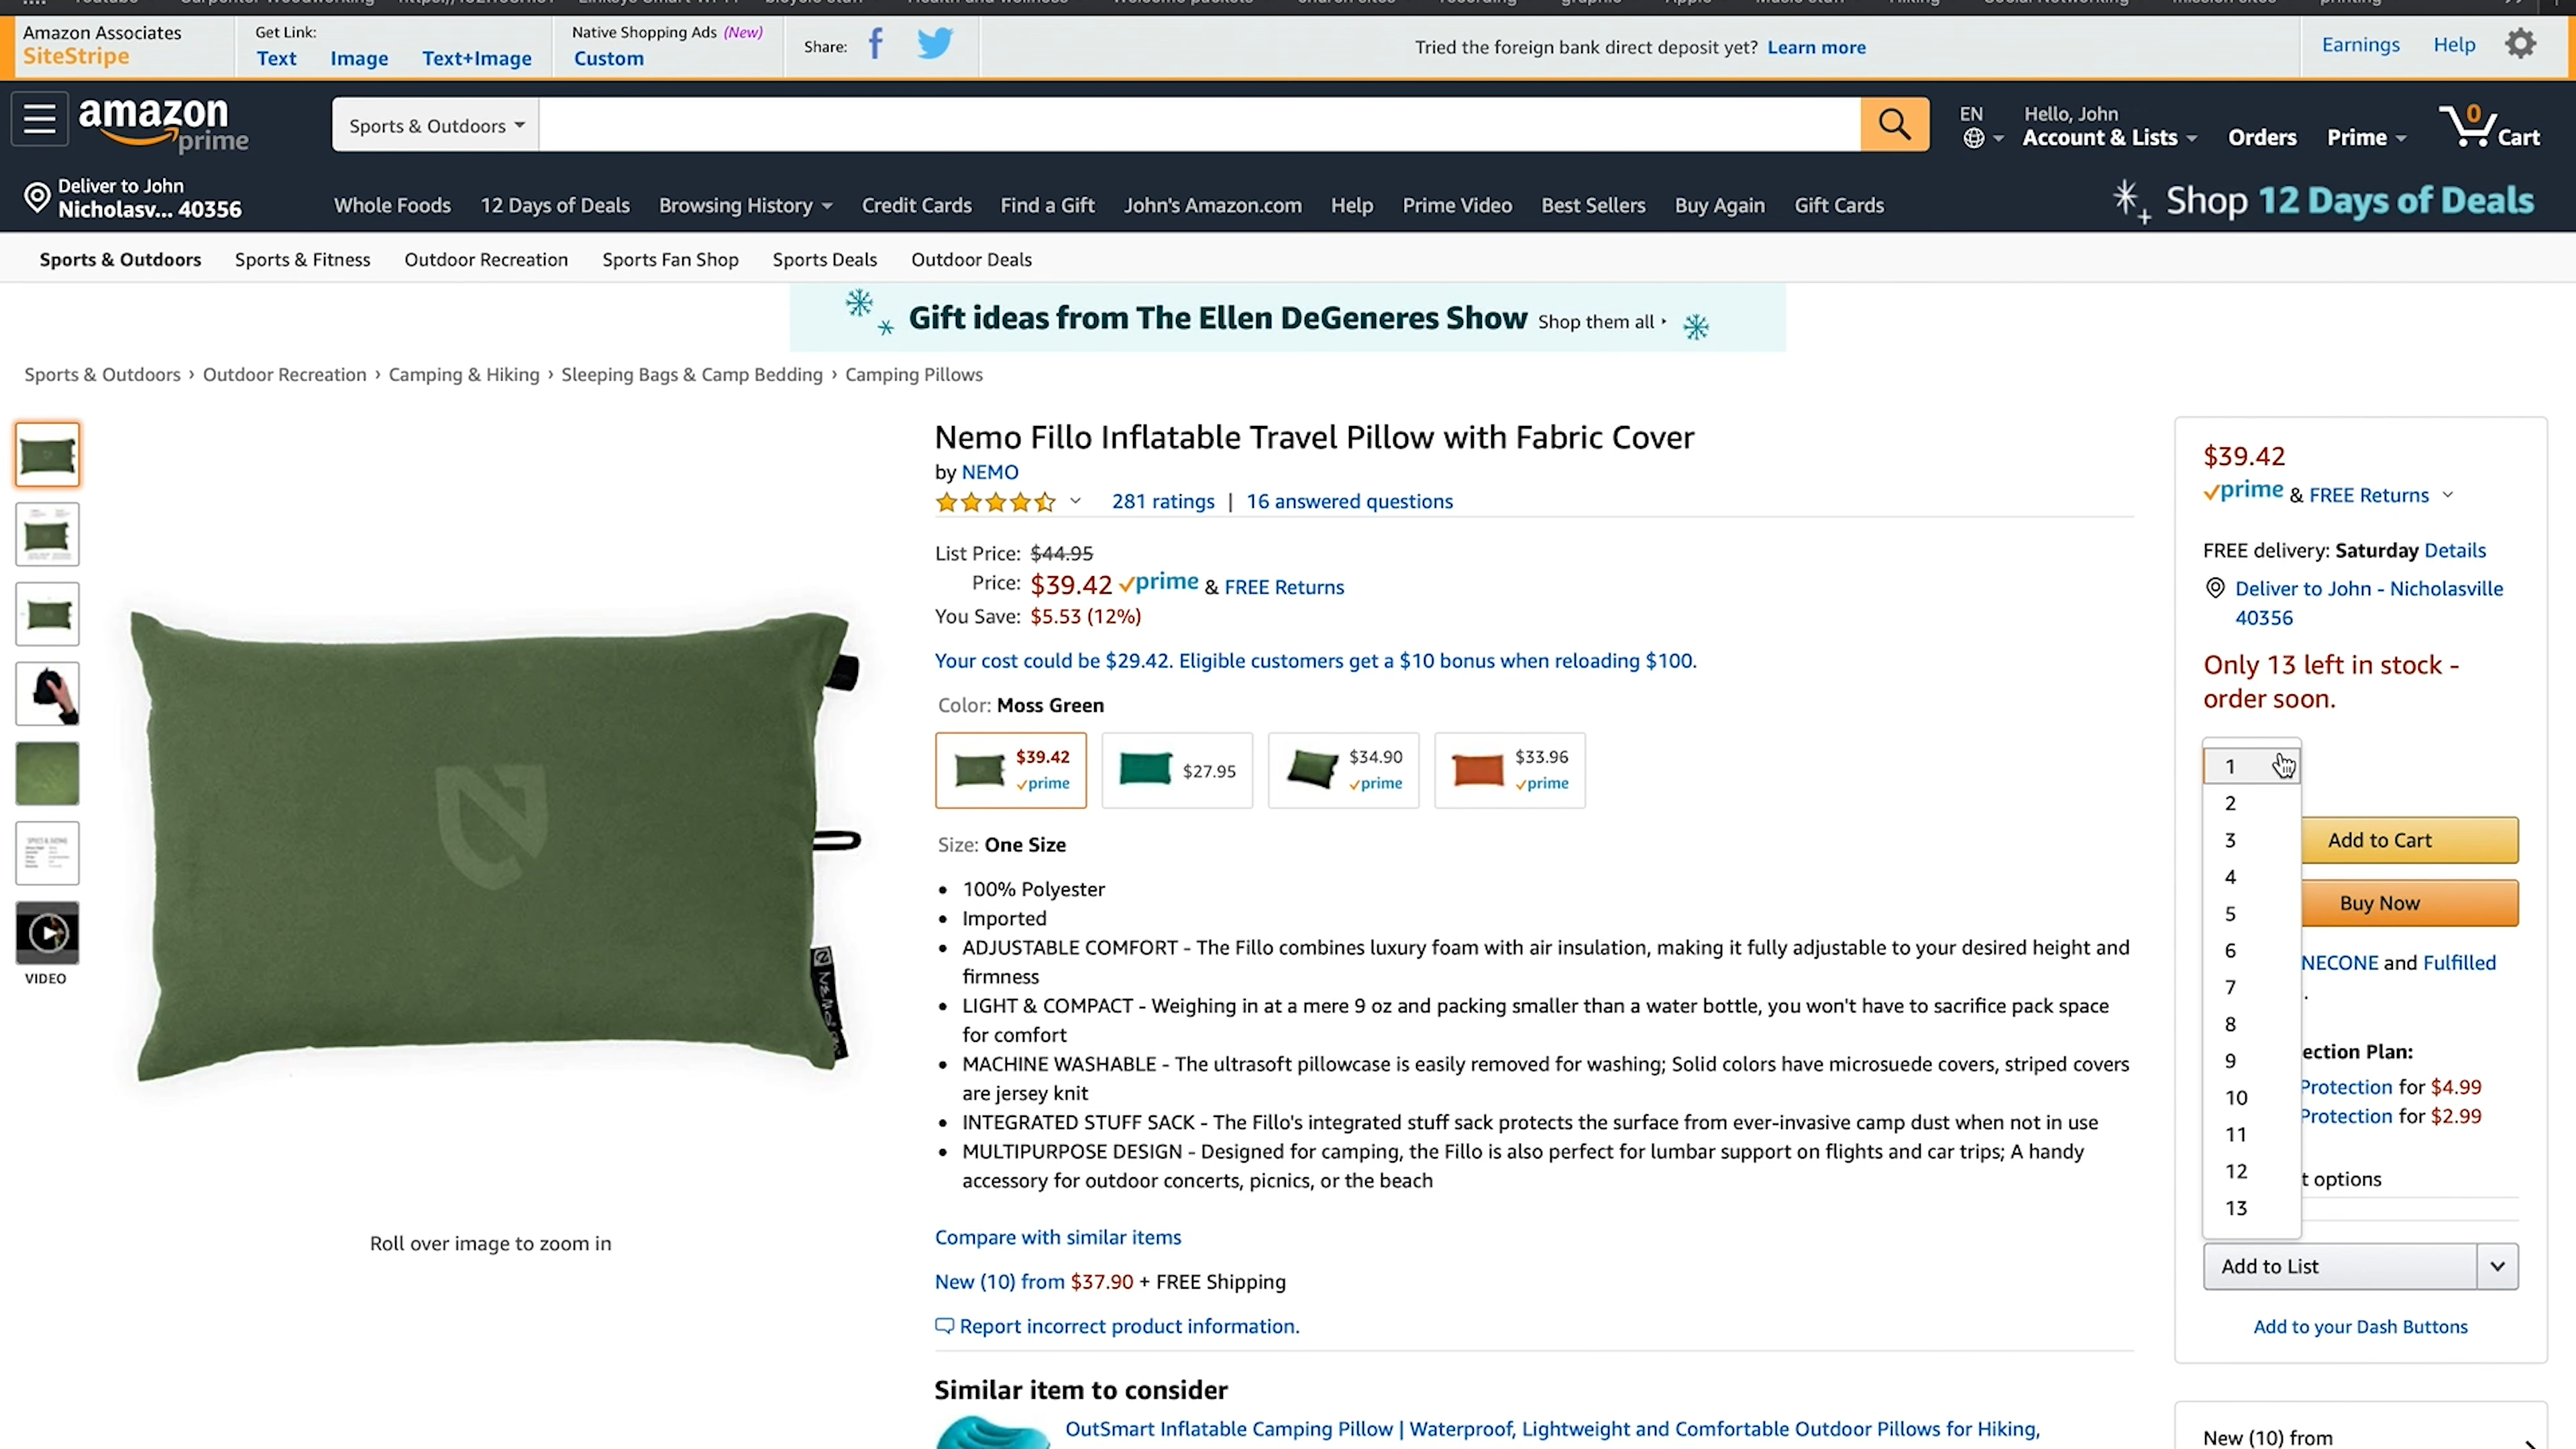 Amazon Associates
SiteStripe
Get Link:
Text Image Text+Image
Native Shopping Ads (New)
Custom
Share:
Tried the foreign bank direct deposit yet? Learn more
Earnings Help
amazon
prime
Sports & Outdoors
EN
Hello, John
Account & Lists
Orders
Prime
0
Cart
Deliver to John
Nicholasv... 40356
Whole Foods 12 Days of Deals Browsing History Credit Cards Find a Gift John's Amazon.com Help Prime Video Best Sellers Buy Again Gift Cards
Shop 12 Days of Deals
Sports & Outdoors Sports & Fitness Outdoor Recreation Sports Fan Shop Sports Deals Outdoor Deals
Gift ideas from The Ellen DeGeneres Show Shop them all ›
Sports & Outdoors › Outdoor Recreation › Camping & Hiking › Sleeping Bags & Camp Bedding › Camping Pillows
VIDEO
Roll over image to zoom in
Nemo Fillo Inflatable Travel Pillow with Fabric Cover
by NEMO
281 ratings | 16 answered questions
List Price: $44.95
Price: $39.42 prime & FREE Returns
You Save: $5.53 (12%)
Your cost could be $29.42. Eligible customers get a $10 bonus when reloading $100.
Color: Moss Green
$39.42
prime
$27.95
$34.90
prime
$33.96
prime
Size: One Size
• 100% Polyester
• Imported
• ADJUSTABLE COMFORT - The Fillo combines luxury foam with air insulation, making it fully adjustable to your desired height and
firmness
• LIGHT & COMPACT - Weighing in at a mere 9 oz and packing smaller than a water bottle, you won't have to sacrifice pack space
for comfort
• MACHINE WASHABLE - The ultrasoft pillowcase is easily removed for washing; Solid colors have microsuede covers, striped covers
are jersey knit
• INTEGRATED STUFF SACK - The Fillo's integrated stuff sack protects the surface from ever-invasive camp dust when not in use
• MULTIPURPOSE DESIGN - Designed for camping, the Fillo is also perfect for lumbar support on flights and car trips; A handy
accessory for outdoor concerts, picnics, or the beach
Compare with similar items
New (10) from $37.90 + FREE Shipping
Report incorrect product information.
Similar item to consider
OutSmart Inflatable Camping Pillow | Waterproof, Lightweight and Comfortable Outdoor Pillows for Hiking,
$39.42
prime & FREE Returns
FREE delivery: Saturday Details
Deliver to John - Nicholasville
40356
Only 13 left in stock -
order soon.
1
2
3
4
5
6
7
8
9
10
11
12
13
Add to Cart
Buy Now
NECONE and Fulfilled
.
ection Plan:
Protection for $4.99
Protection for $2.99
t options
Add to List
Add to your Dash Buttons
New (10) from